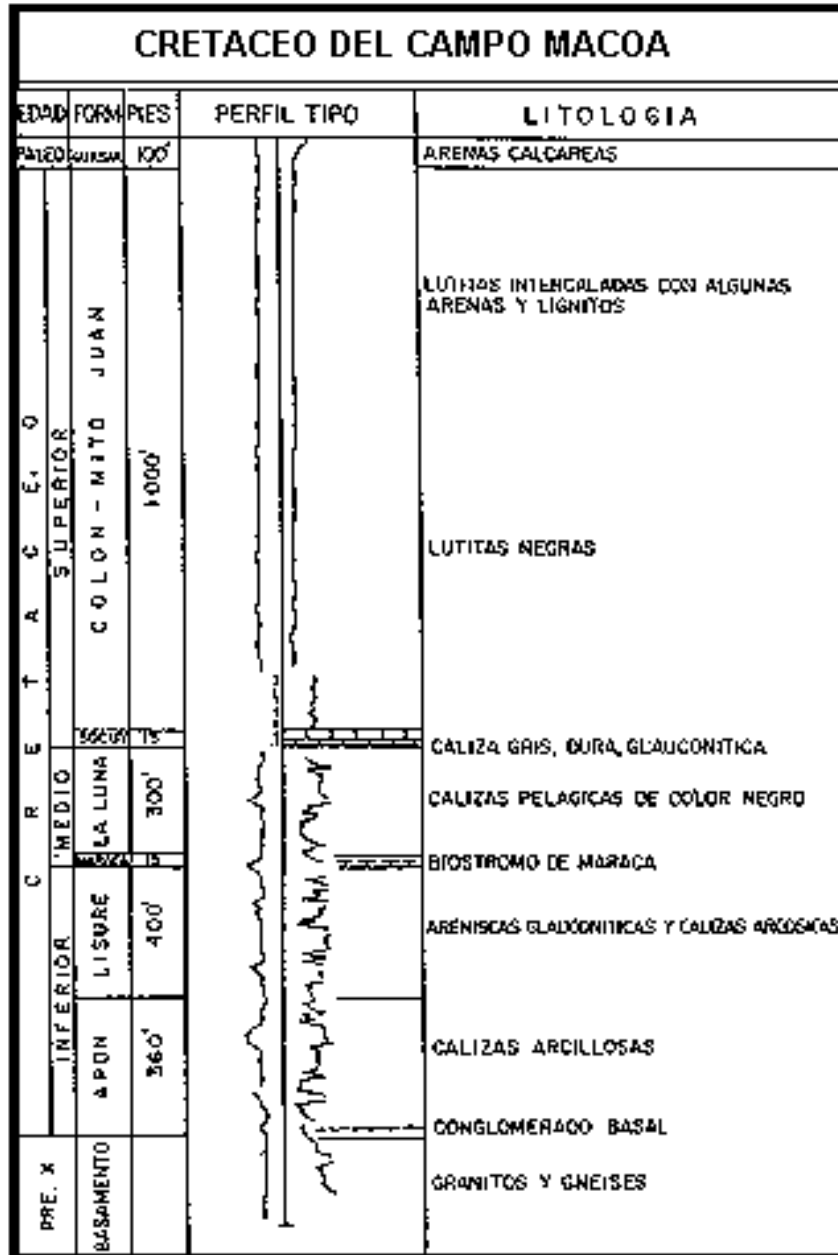 CRETACEO DEL CAMPO MACOA
EDAD FORM PIES PERFIL TIPO LITOLOGIA
PALEO 100' ARENAS CALCAREAS
CRETACEO
SUPERIOR
COLON - MITO JUAN
1000'
LUTITAS INTERCALADAS CON ALGUNAS
ARENAS Y LIGNITOS
LUTITAS NEGRAS
SOCUY 15' CALIZA GRIS, DURA, GLAUCONITICA
MEDIO
LA LUNA
300'
CALIZAS PELAGICAS DE COLOR NEGRO
15' BIOSTROMO DE MARACA
INFERIOR
LISURE
400'
ARENISCAS GLAUCONITICAS Y CALIZAS ARCOSICAS
APON
CALIZAS ARCILLOSAS
CONGLOMERADO BASAL
PRE. K
BASAMENTO
GRANITOS Y GNEISES